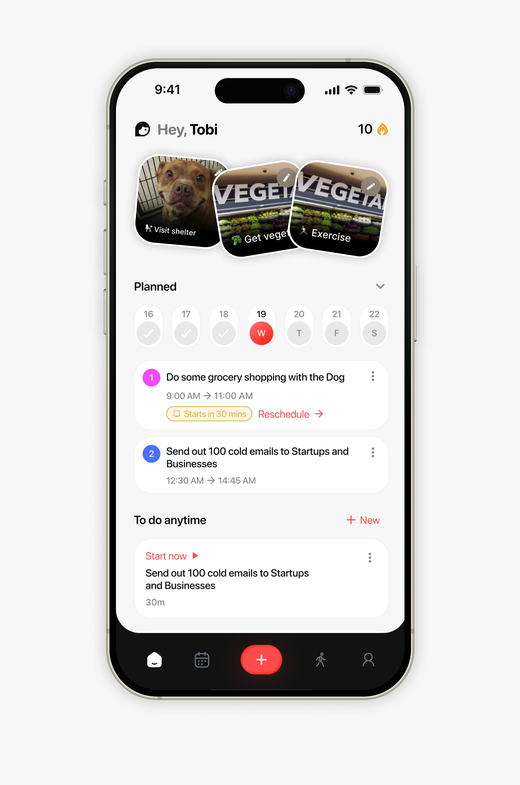 9:41
Hey, Tobi
10
VEGETA
VEGETA
Visit shelter
Get veget
Exercise
Planned
16 17 18 19 20 21 22
W T F S
1 Do some grocery shopping with the Dog
9:00 AM → 11:00 AM
Starts in 30 mins Reschedule →
2 Send out 100 cold emails to Startups and
Businesses
12:30 AM → 14:45 AM
To do anytime
+ New
Start now
Send out 100 cold emails to Startups
and Businesses
30m